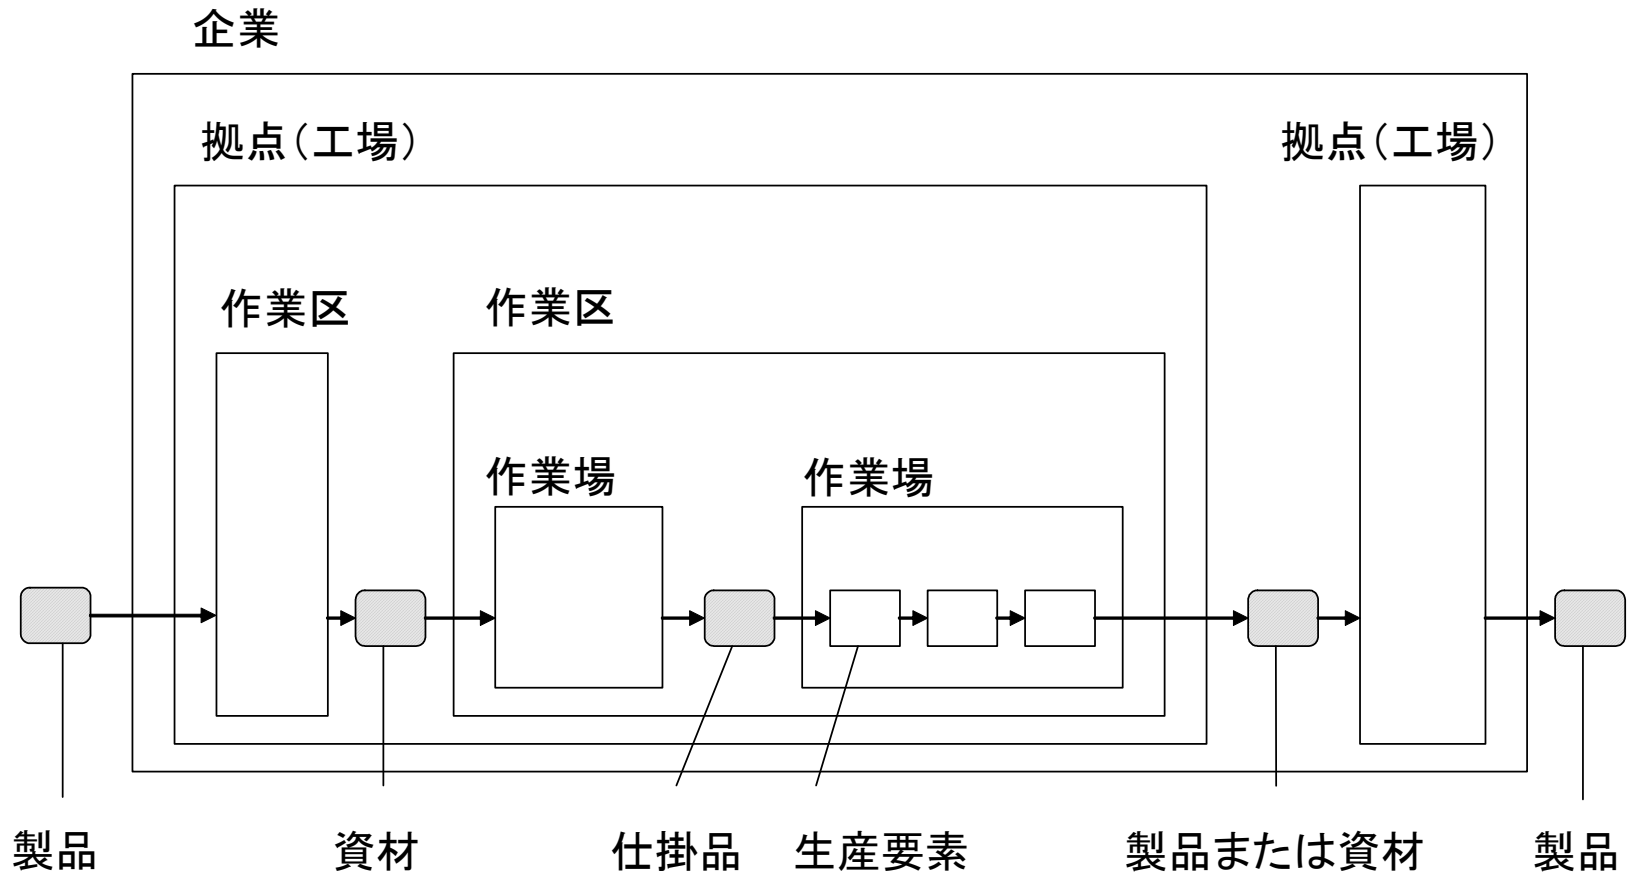 企業
拠点（工場）
拠点（工場）
作業区
作業区
作業場
作業場
製品
資材
仕掛品
生産要素
製品または資材
製品